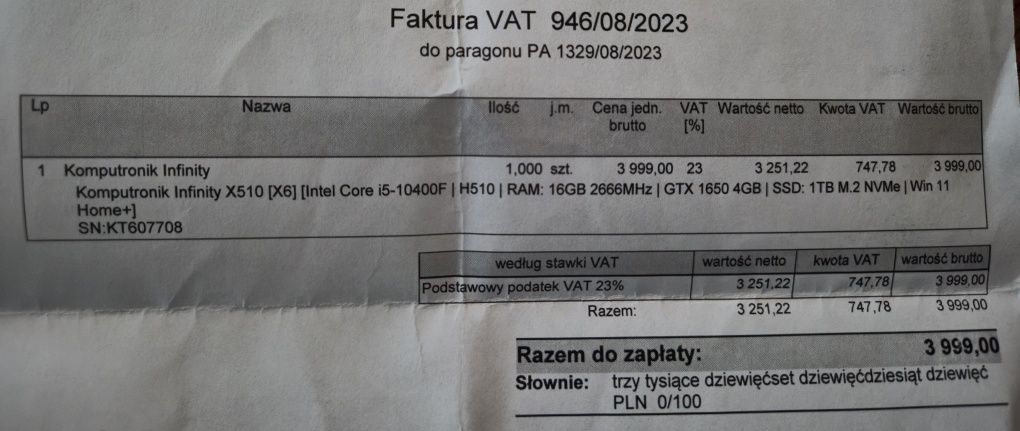 Faktura VAT 946/08/2023
do paragonu PA 1329/08/2023
Lp Nazwa Ilość j.m. Cena jedn. brutto VAT [%] Wartość netto Kwota VAT Wartość brutto
1 Komputronik Infinity 1,000 szt. 3 999,00 23 3 251,22 747,78 3 999,00
Komputronik Infinity X510 [X6] [Intel Core i5-10400F | H510 | RAM: 16GB 2666MHz | GTX 1650 4GB | SSD: 1TB M.2 NVMe | Win 11
Home+]
SN:KT607708
według stawki VAT wartość netto kwota VAT wartość brutto
Podstawowy podatek VAT 23% 3 251,22 747,78 3 999,00
Razem: 3 251,22 747,78 3 999,00
Razem do zapłaty: 3 999,00
Słownie: trzy tysiące dziewięćset dziewięćdziesiąt dziewięć
PLN 0/100